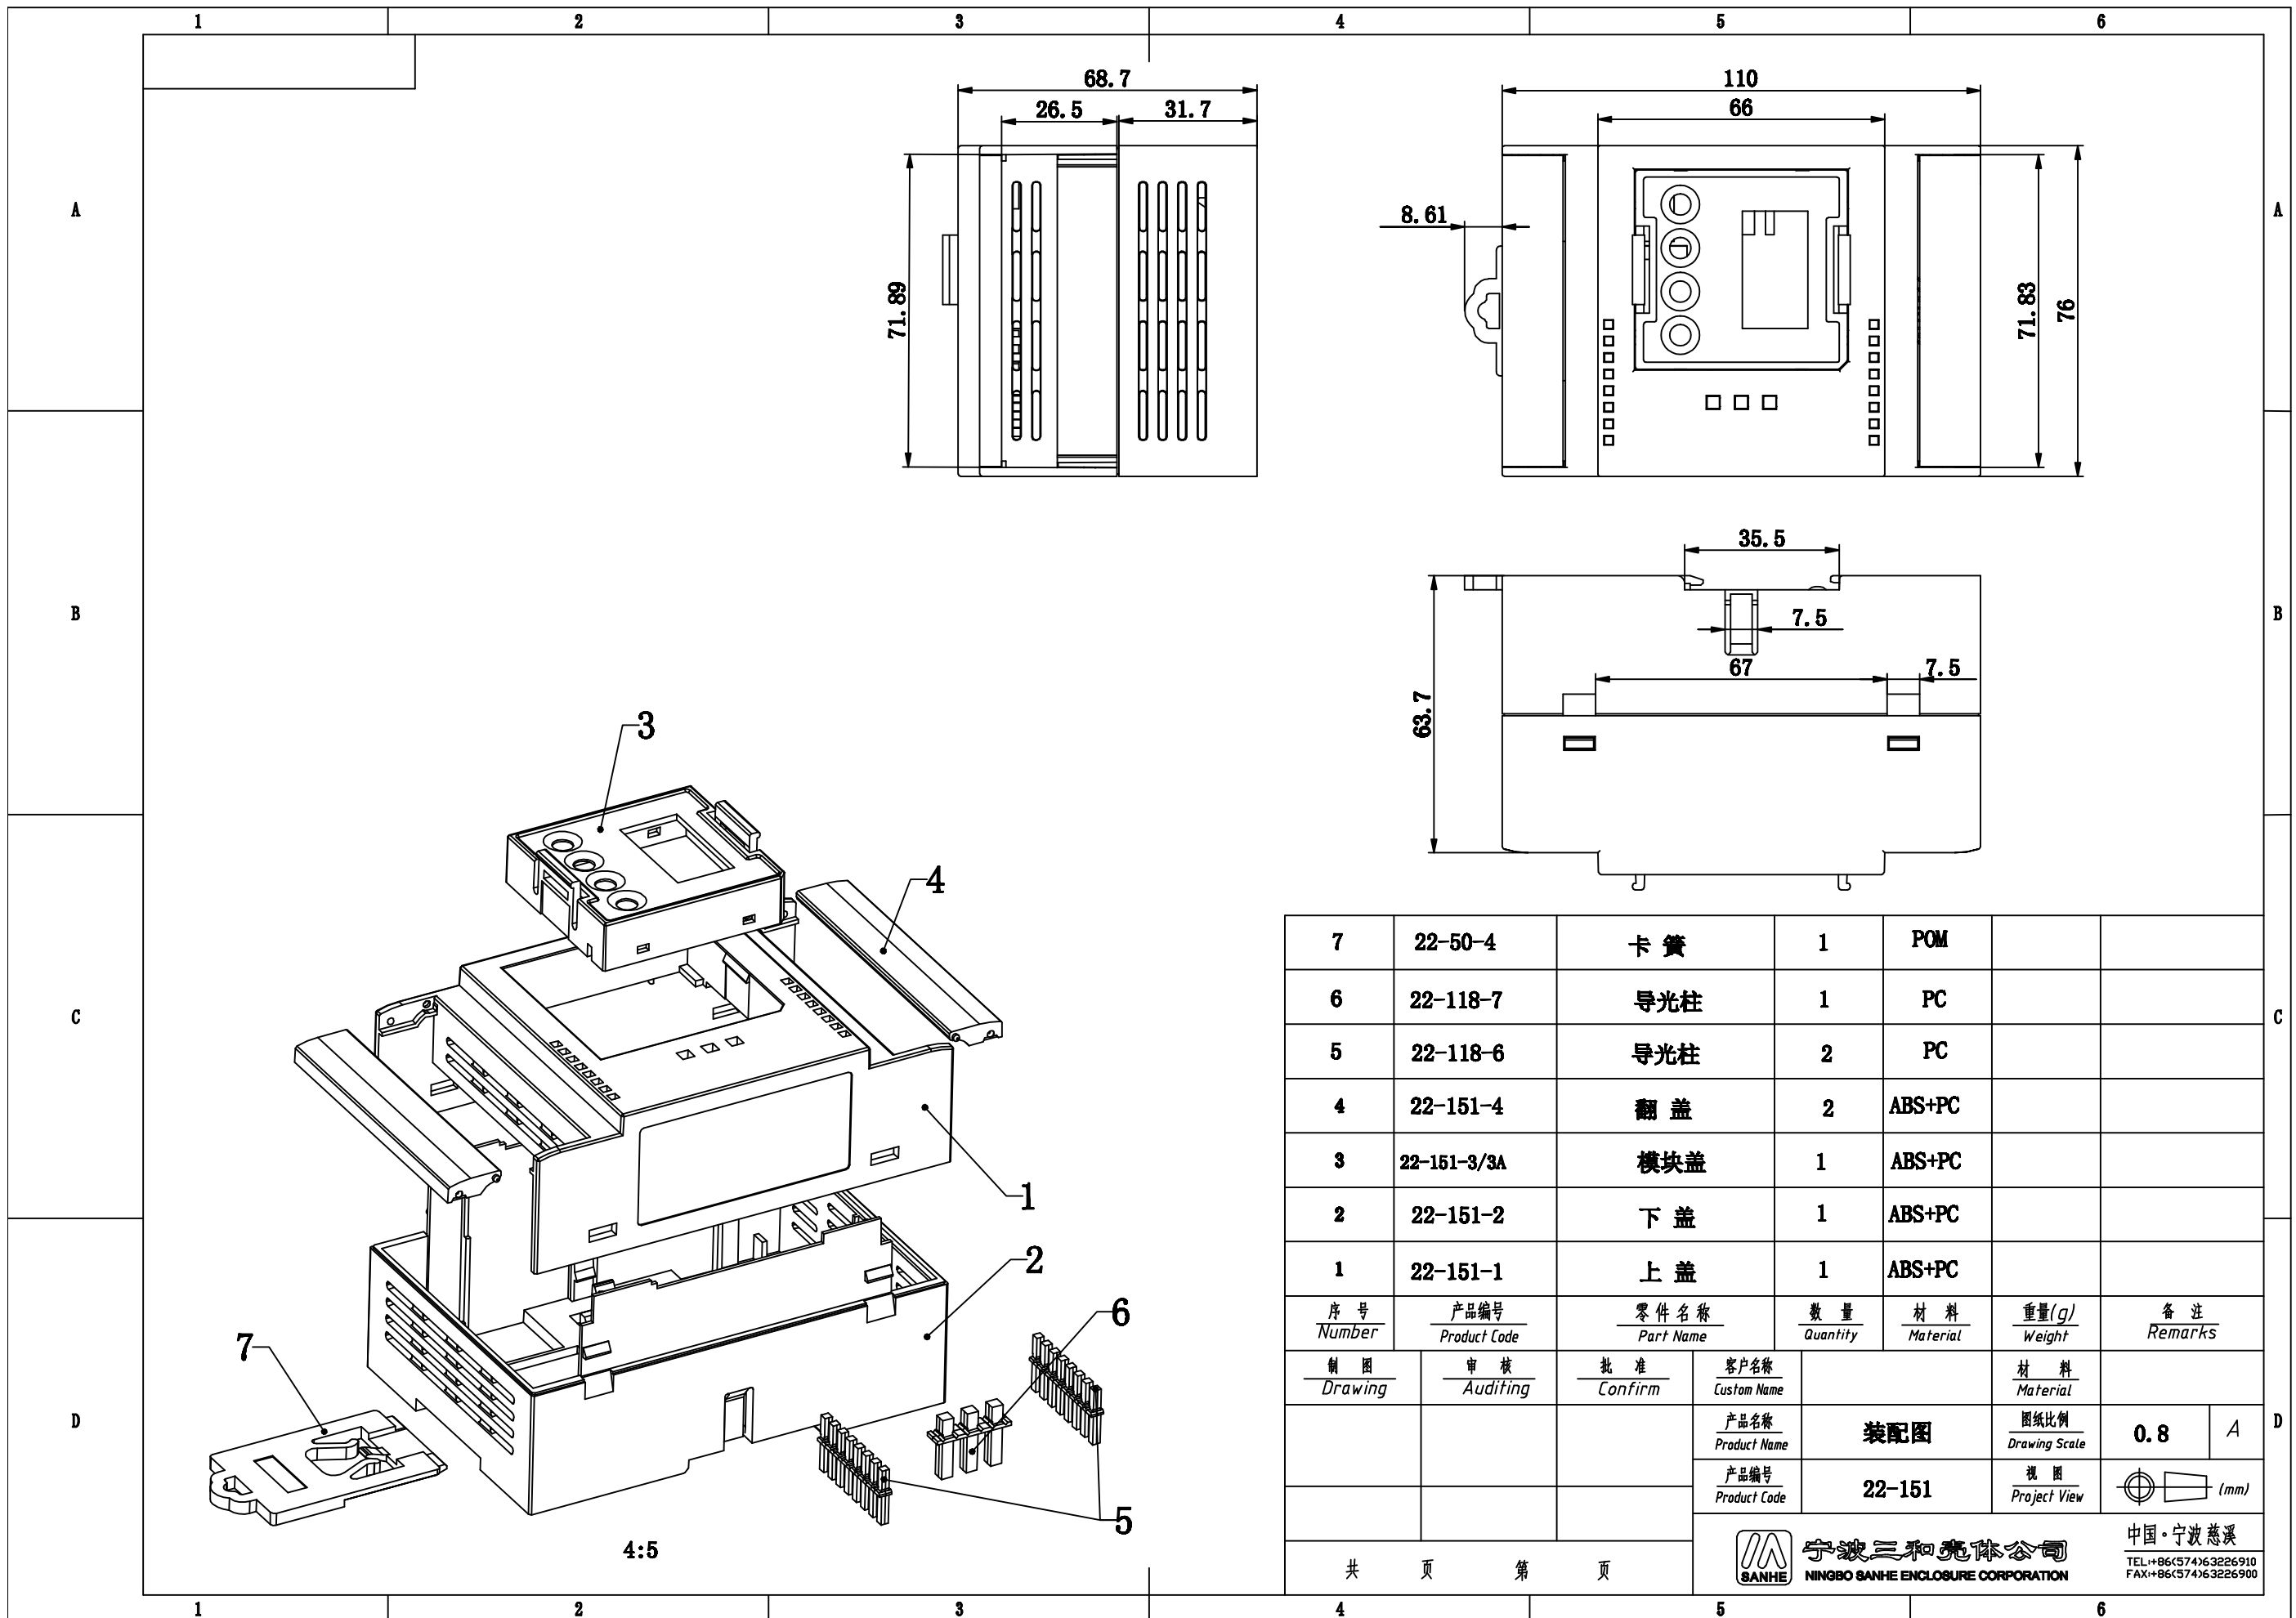 1 2 3 4 5 6
A A
B B
C C
D D
68.7
26.5 31.7
71.89
110
66
8.61
71.83
76
35.5
7.5
67 7.5
63.7
3
4
1
2
6
7
5
4:5
7 22-50-4 卡 簧 1 POM
6 22-118-7 导光柱 1 PC
5 22-118-6 导光柱 2 PC
4 22-151-4 翻 盖 2 ABS+PC
3 22-151-3/3A 模块盖 1 ABS+PC
2 22-151-2 下 盖 1 ABS+PC
1 22-151-1 上 盖 1 ABS+PC
序 号 产品编号 零 件 名 称 数 量 材 料 重量(g) 备 注
Number Product Code Part Name Quantity Material Weight Remarks
制 图 审 核 批 准 客户名称 材 料
Drawing Auditing Confirm Custom Name Material
产品名称 装配图 图纸比例 0.8 A
Product Name Drawing Scale
产品编号 22-151 视 图 (mm)
Product Code Project View
共 页 第 页
SANHE
宁波三和壳体公司
NINGBO SANHE ENCLOSURE CORPORATION
中国·宁波慈溪
TEL:+86(574)63226910
FAX:+86(574)63226900
1 2 3 4 5 6